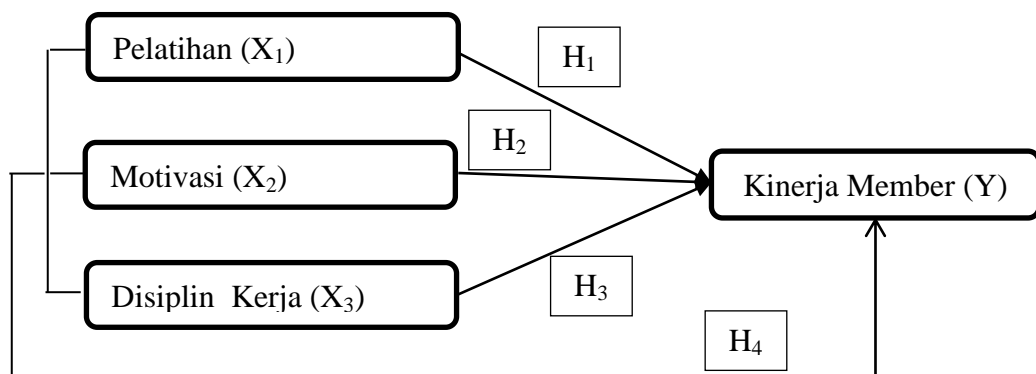 Pelatihan (X₁)
H₁
H₂
Motivasi (X₂)
Kinerja Member (Y)
Disiplin Kerja (X₃)
H₃
H₄